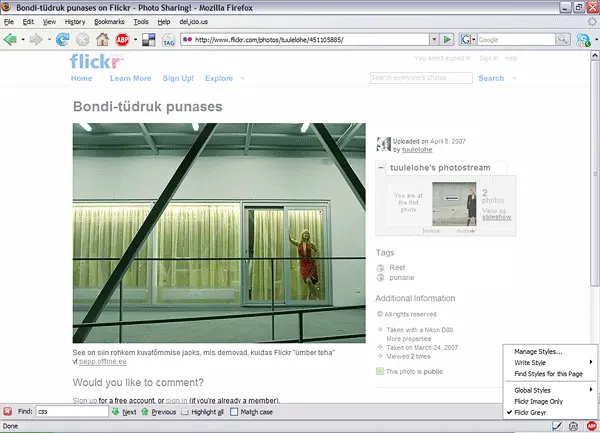 Bondi-tüdruk punases on Flickr - Photo Sharing! - Mozilla Firefox
File Edit View History Bookmarks Tools Help del.icio.us
ABP TAG http://www.flickr.com/photos/tuulelohe/451105885/ Google
flickr
You aren't signed in Sign In Help
Home Learn More Sign Up! Explore Search everyone's photos Search
Bondi-tüdruk punases
Uploaded on April 8, 2007
by tuulelohe
tuulelohe's photostream
You are at the first photo
2 photos
View as slideshow
Tags
Reet
punane
Additional Information
© All rights reserved
Taken with a Nikon D80.
More properties
Taken on March 24, 2007
Viewed 2 times
This photo is public
See on siin rohkem kuvatõmmise jaoks, mis demovad, kuidas Flickr "ümber teha"
vt sepp.offline.ee
Would you like to comment?
Sign up for a free account, or sign in (if you're already a member).
Manage Styles...
Write Style
Find Styles for this Page
Global Styles
Flickr Image Only
Flickr Greyr
Find: css Next Previous Highlight all Match case
Done ABP